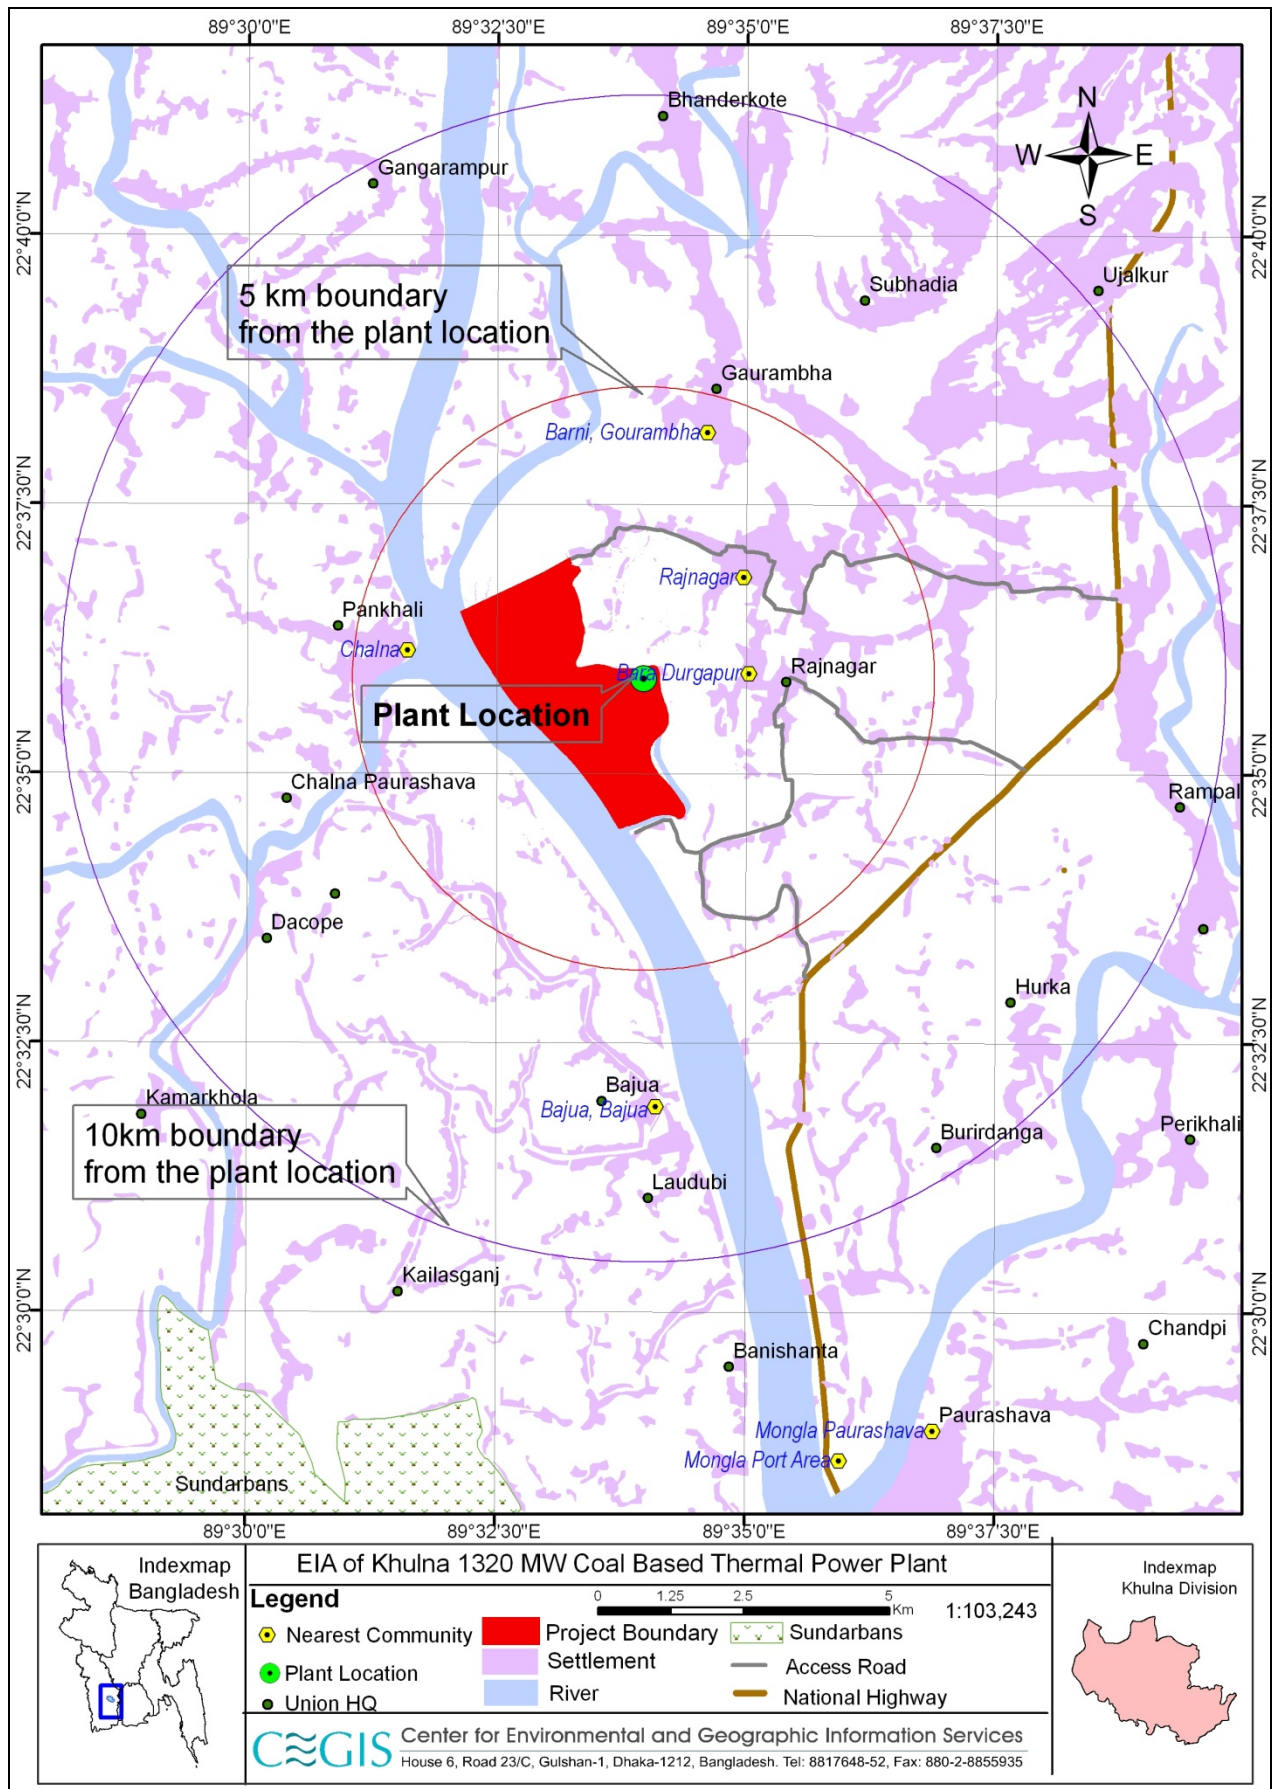 89°30'0"E
89°32'30"E
89°35'0"E
89°37'30"E
Bhanderkote
N
W
E
S
Gangarampur
22°40'0"N
22°40'0"N
5 km boundary
from the plant location
Subhadia
Ujalkur
Gaurambha
Barni, Gourambha
22°37'30"N
22°37'30"N
Rajnagar
Pankhali
Chalna
Bara Durgapur
Rajnagar
Plant Location
22°35'0"N
22°35'0"N
Chalna Paurashava
Rampal
Dacope
Hurka
22°32'30"N
22°32'30"N
Kamarkhola
Bajua
Bajua, Bajua
10km boundary
from the plant location
Burirdanga
Perikhali
Laudubi
Kailasganj
22°30'0"N
22°30'0"N
Chandpi
Banishanta
Paurashava
Mongla Paurashava
Mongla Port Area
Sundarbans
89°30'0"E
89°32'30"E
89°35'0"E
89°37'30"E
Indexmap
Bangladesh
EIA of Khulna 1320 MW Coal Based Thermal Power Plant
Legend
0 1.25 2.5 5
Km
1:103,243
Nearest Community
Project Boundary
Sundarbans
Plant Location
Settlement
Access Road
Union HQ
River
National Highway
CEGIS
Center for Environmental and Geographic Information Services
House 6, Road 23/C, Gulshan-1, Dhaka-1212, Bangladesh. Tel: 8817648-52, Fax: 880-2-8855935
Indexmap
Khulna Division